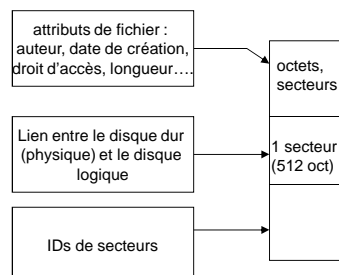 attributs de fichier :
auteur, date de création,
droit d'accès, longueur….
octets,
secteurs
Lien entre le disque dur
(physique) et le disque
logique
1 secteur
(512 oct)
IDs de secteurs